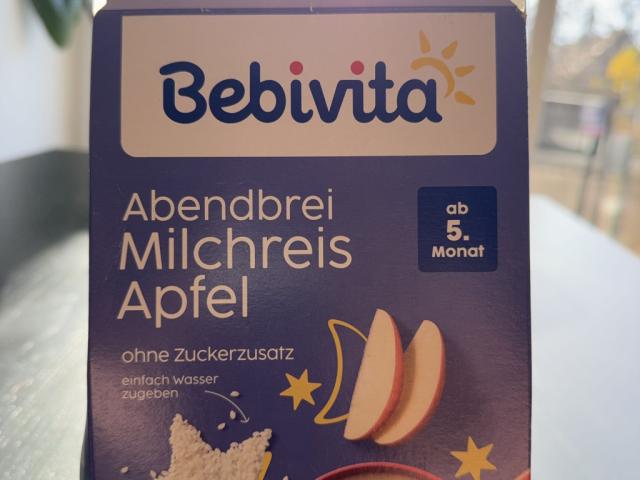 Bebivita
Abendbrei
Milchreis
Apfel
ab
5.
Monat
ohne Zuckerzusatz
einfach Wasser
zugeben